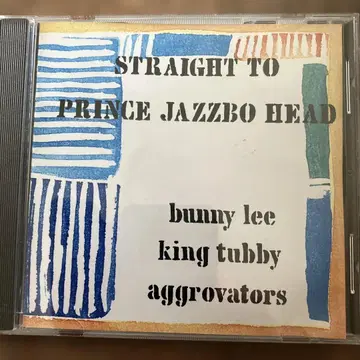 STRAIGHT TO
PRINCE JAZZBO HEAD
bunny lee
king tubby
aggrovators